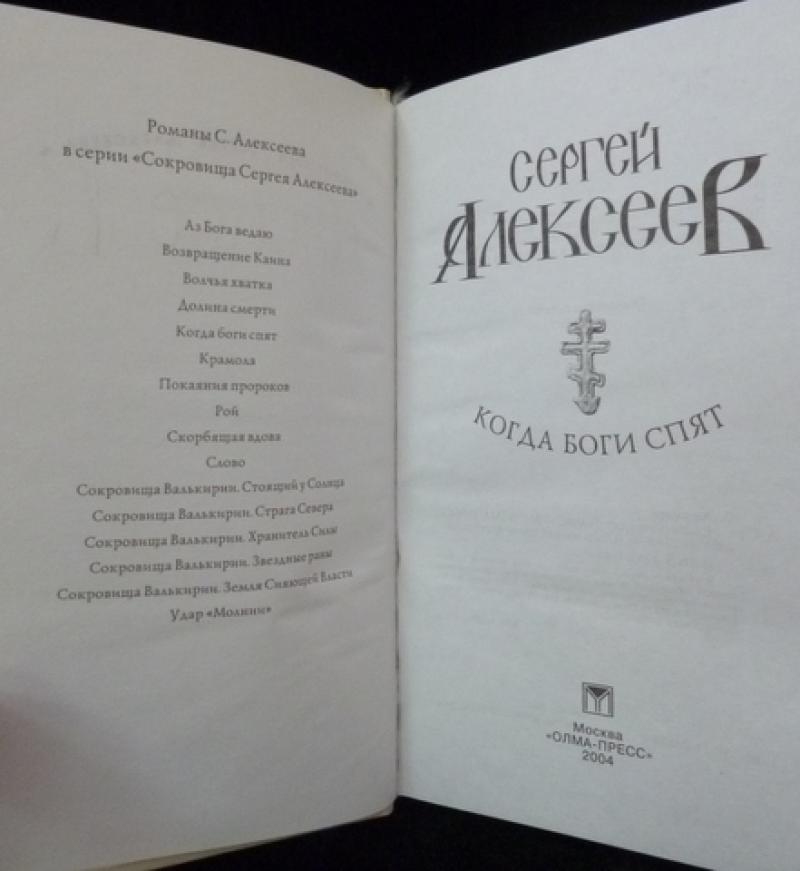 Романы С. Алексеева
в серии «Сокровища Сергея Алексеева»
Аз Бога ведаю
Возвращение Каина
Волчья хватка
Долина смерти
Когда боги спят
Крамола
Покаяния пророков
Рой
Скорбящая вдова
Слово
Сокровища Валькирии. Стоящий у Солнца
Сокровища Валькирии. Страга Севера
Сокровища Валькирии. Хранитель Силы
Сокровища Валькирии. Звездные раны
Сокровища Валькирии. Земля Сияющей Власти
Удар «Молнии»
СЕРГЕЙ
АЛЕКСЕЕВ
КОГДА БОГИ СПЯТ
Москва
«ОЛМА-ПРЕСС»
2004